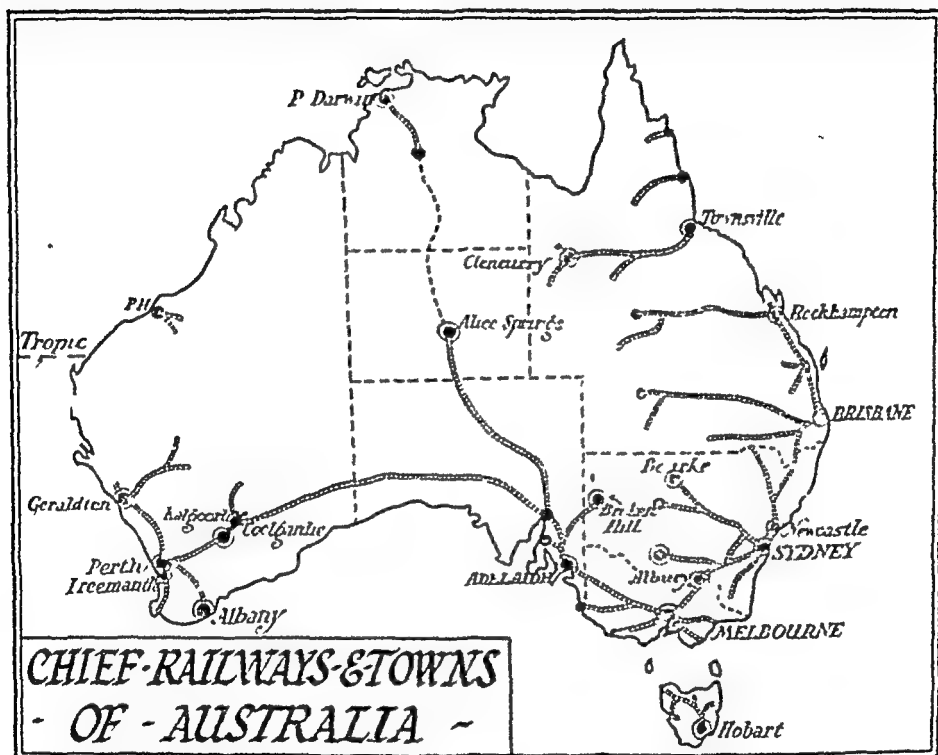 P. Darwin
Townsville
Cloncurry
P.H.
Rockhampton
Alice Springs
Tropic
BRISBANE
Bourke
Geraldton
Kalgoorlie
Broken
Hill
Newcastle
Coolgardie
SYDNEY
Perth
Freemantle
ADELAIDE
Albury
Albany
MELBOURNE
CHIEF-RAILWAYS-&-TOWNS
- OF - AUSTRALIA -
Hobart